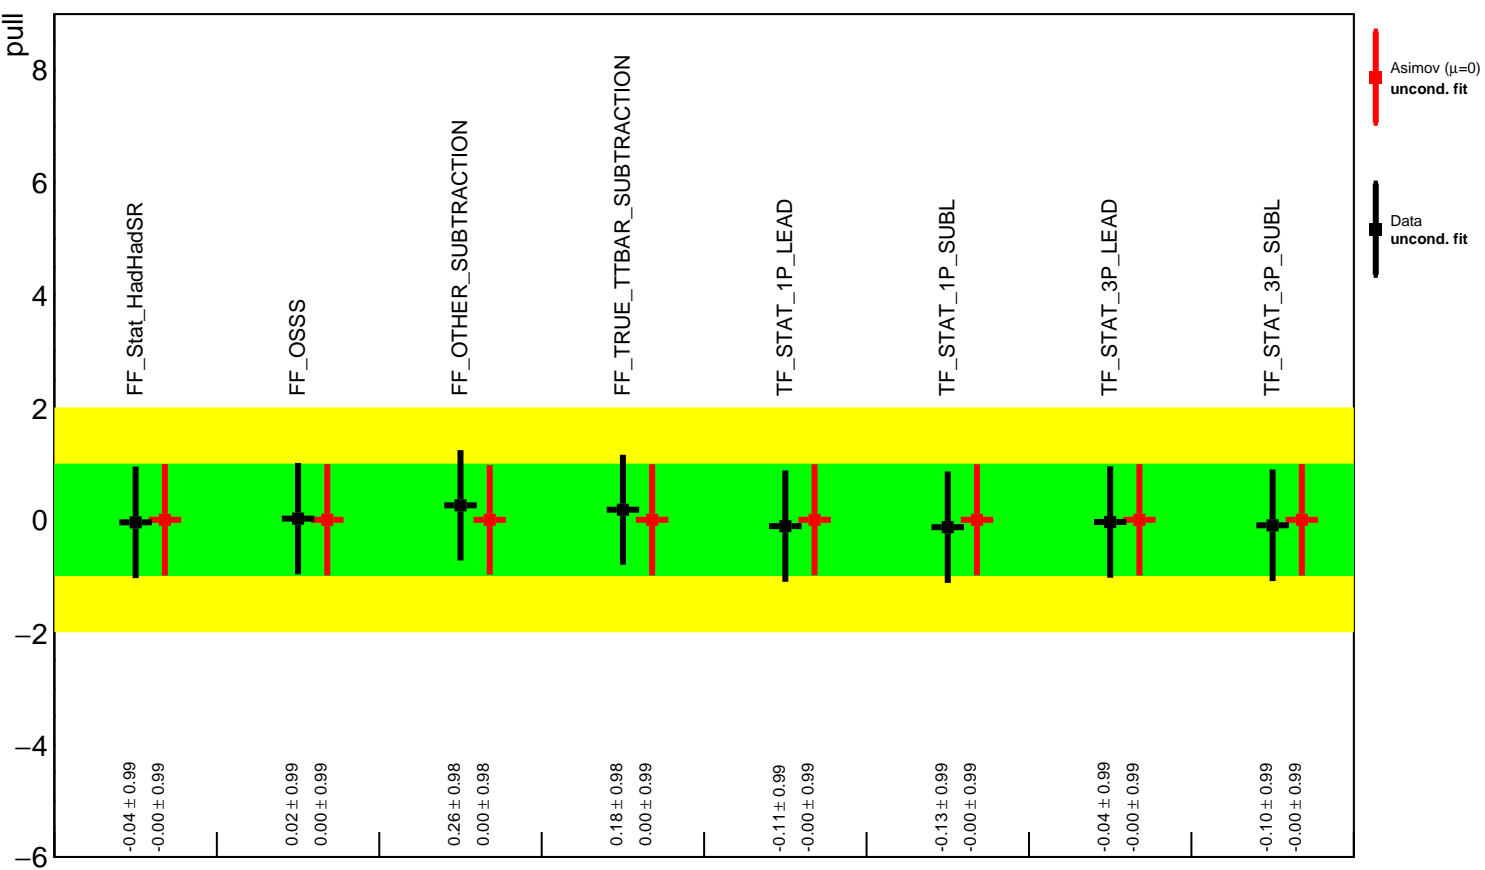 pull
8
6
4
2
0
−2
−4
−6
FF_Stat_HadHadSR
FF_OSSS
FF_OTHER_SUBTRACTION
FF_TRUE_TTBAR_SUBTRACTION
TF_STAT_1P_LEAD
TF_STAT_1P_SUBL
TF_STAT_3P_LEAD
TF_STAT_3P_SUBL
-0.04 ± 0.99
-0.00 ± 0.99
0.02 ± 0.99
0.00 ± 0.99
0.26 ± 0.98
0.00 ± 0.98
0.18 ± 0.98
0.00 ± 0.99
-0.11 ± 0.99
-0.00 ± 0.99
-0.13 ± 0.99
-0.00 ± 0.99
-0.04 ± 0.99
-0.00 ± 0.99
-0.10 ± 0.99
-0.00 ± 0.99
Asimov (μ=0)
uncond. fit
Data
uncond. fit